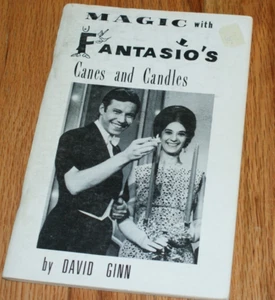 MAGIC with
FANTASIO'S
Canes and Candles
by DAVID GINN